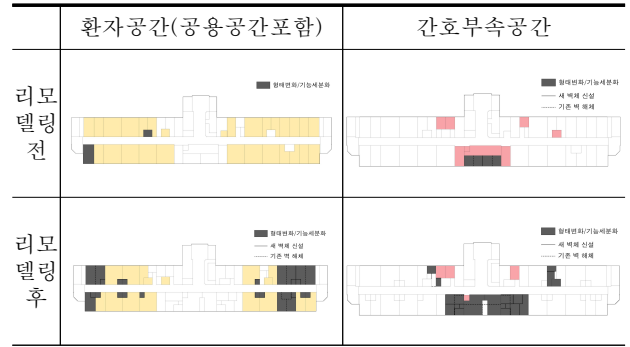 환자공간(공용공간포함) 간호부속공간
리모
델링
전
형태변화/기능세분화
형태변화/기능세분화
새 벽체 신설
기존 벽 해체
리모
델링
후
형태변화/기능세분화
새 벽체 신설
기존 벽 해체
형태변화/기능세분화
새 벽체 신설
기존 벽 해체